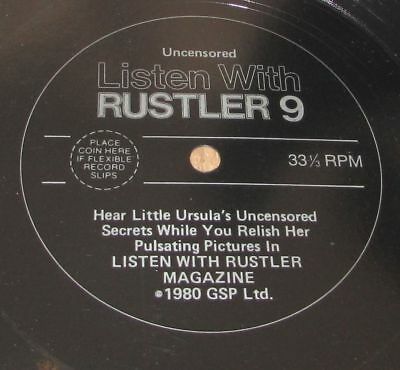 Uncensored
Listen With
RUSTLER 9
PLACE
COIN HERE
IF FLEXIBLE
RECORD
SLIPS
33⅓ RPM
Hear Little Ursula's Uncensored
Secrets While You Relish Her
Pulsating Pictures In
LISTEN WITH RUSTLER
MAGAZINE
℗1980 GSP Ltd.